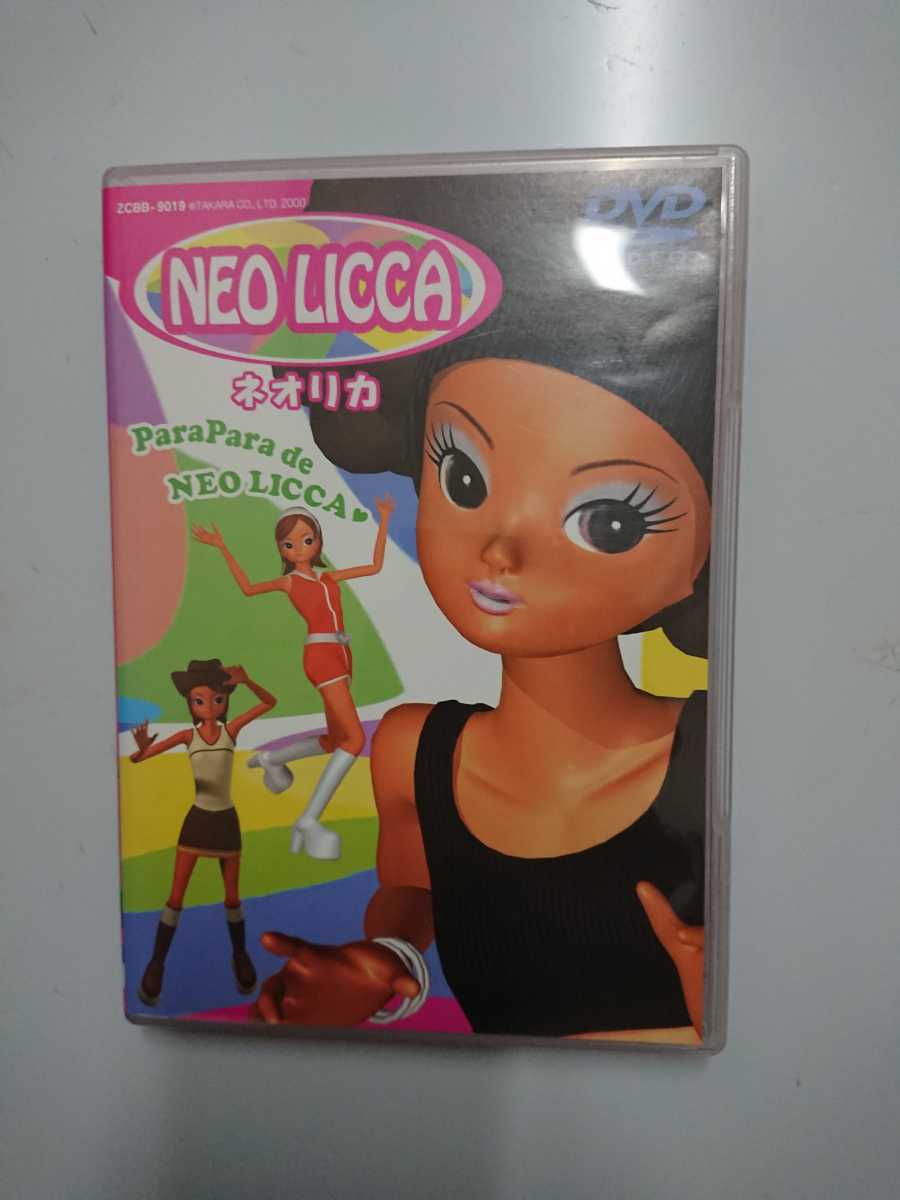 ZCBB-9019 ©TAKARA CO., LTD. 2000
DVD
NEO LICCA
ネオリカ
ParaPara de
NEO LICCA